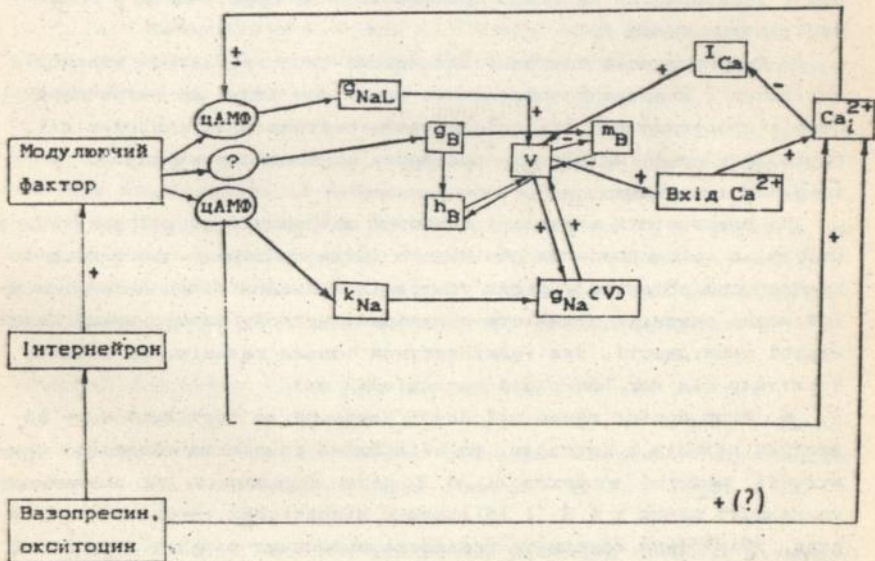 ±
+
I Ca
+
-
цАМФ
g NaL
+
Ca i 2+
Модулюючий
фактор
?
g B
V
-
m B
+
+
+
Вхід Ca 2+
цАМФ
h B
+
+
+
+
k Na
g Na (V)
Інтернейрон
Вазопресин.
окситоцин
+ (?)